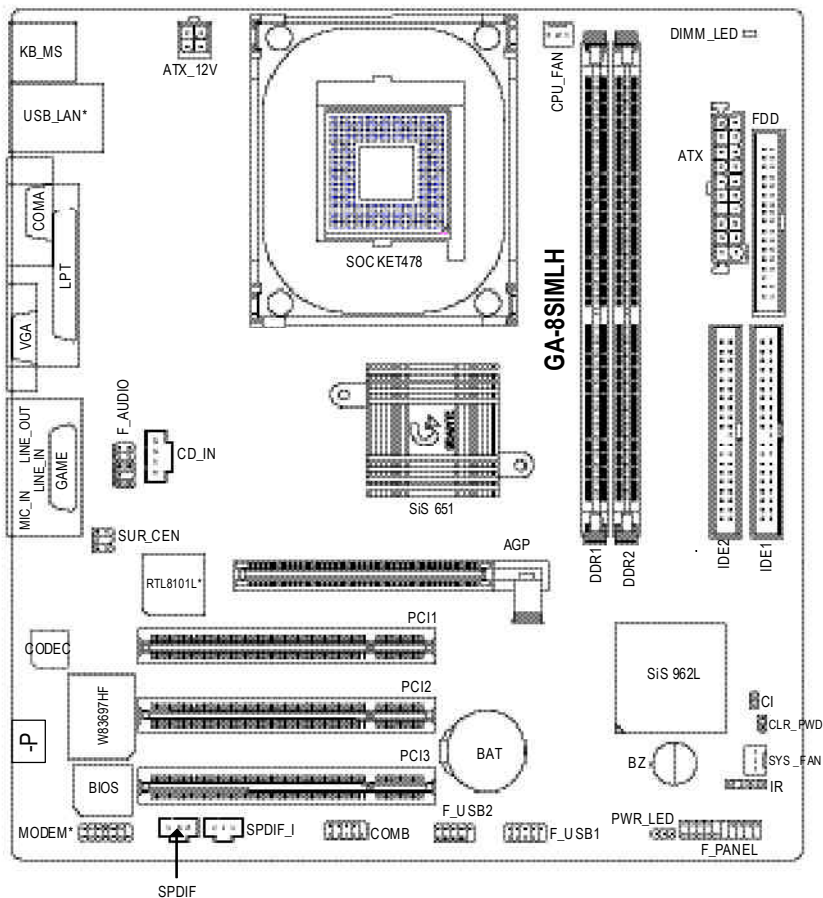 KB_MS
ATX_12V
CPU_FAN
DIMM_LED
USB_LAN*
FDD
ATX
COMA
LPT
SOCKET478
VGA
GA-8SIMLH
F_AUDIO
CD_IN
LINE_OUT
MIC_IN
LINE_IN
GAME
SiS 651
SUR_CEN
AGP
DDR1
DDR2
IDE2
IDE1
RTL8101L*
PCI1
CODEC
SiS 962L
PCI2
W83697HF
CI
CLR_PWD
-P
PCI3
BAT
BZ
SYS_FAN
BIOS
IR
F_USB2
PWR_LED
MODEM*
SPDIF_I
COMB
F_USB1
F_PANEL
SPDIF